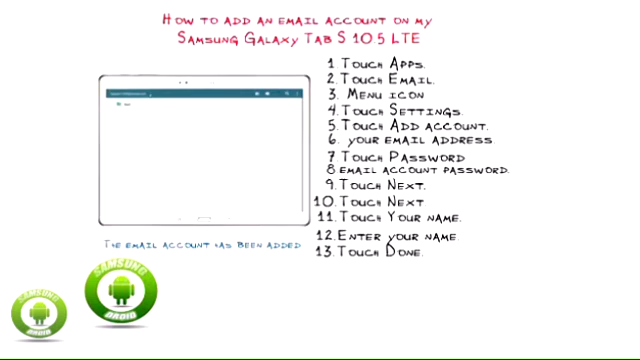 How to add an email account on my
Samsung Galaxy Tab S 10.5 LTE
1 Touch Apps.
2. Touch Email.
3. Menu icon
4. Touch Settings.
5. Touch Add account.
6. your email address
7. Touch Password
8 email account password.
9. Touch Next.
10. Touch Next
11. Touch Your name.
12. Enter your name.
13. Touch Done.
The email account has been added
SAMSUNG
DROID
SAMSUNG
DROID